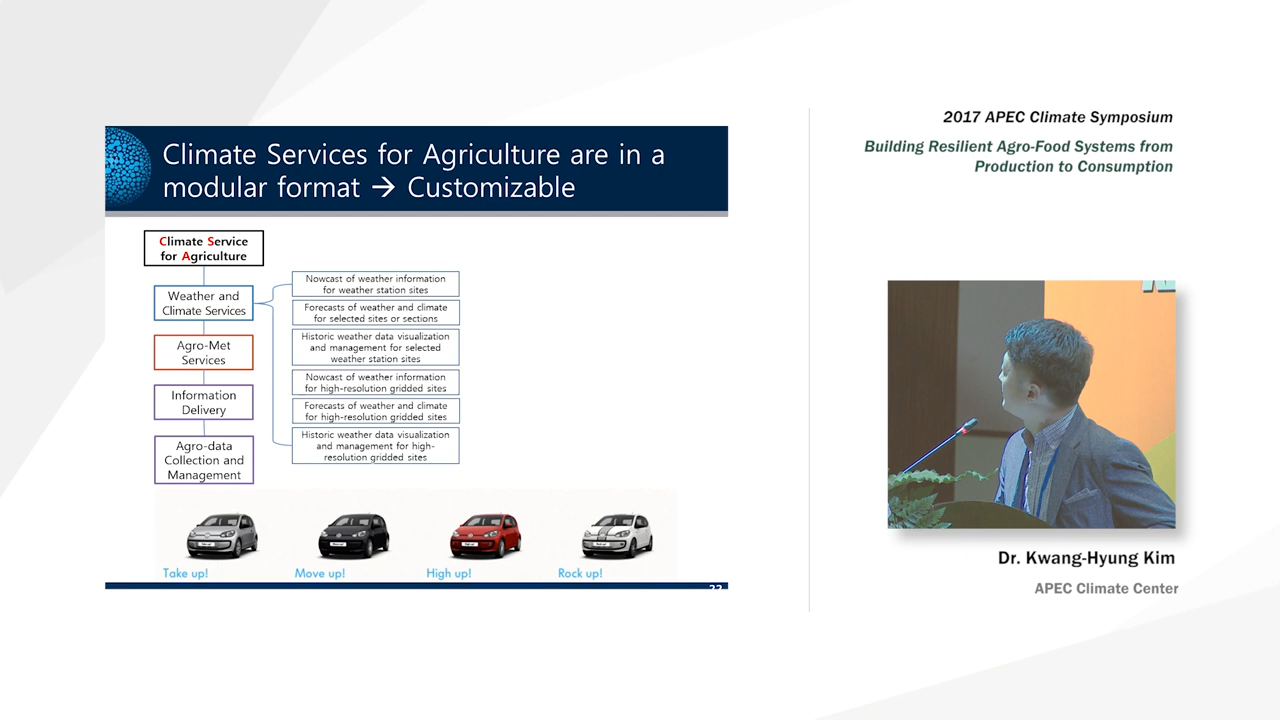 2017 APEC Climate Symposium
Building Resilient Agro-Food Systems from
Production to Consumption
Climate Services for Agriculture are in a
modular format → Customizable
Climate Service
for Agriculture
Weather and
Climate Services
Agro-Met
Services
Information
Delivery
Agro-data
Collection and
Management
Nowcast of weather information
for weather station sites
Forecasts of weather and climate
for selected sites or sections
Historic weather data visualization
and management for selected
weather station sites
Nowcast of weather information
for high-resolution gridded sites
Forecasts of weather and climate
for high-resolution gridded sites
Historic weather data visualization
and management for high-
resolution gridded sites
Take up!
Move up!
High up!
Rock up!
Dr. Kwang-Hyung Kim
APEC Climate Center